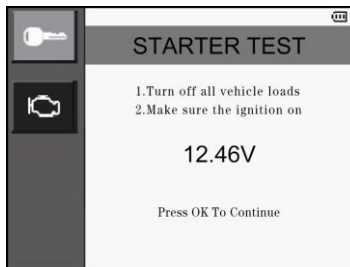 STARTER TEST
1.Turn off all vehicle loads
2.Make sure the ignition on
12.46V
Press OK To Continue